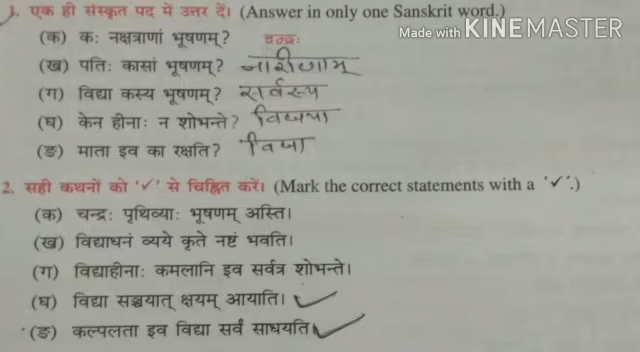 1. एक ही संस्कृत पद में उत्तर दें। (Answer in only one Sanskrit word.)
Made with KINEMASTER
(क) कः नक्षत्राणां भूषणम्? चन्द्रः
(ख) पतिः कासां भूषणम्? नारीणाम्
(ग) विद्या कस्य भूषणम्? सर्वस्य
(घ) केन हीनाः न शोभन्ते? विद्यया
(ङ) माता इव का रक्षति? विद्या
2. सही कथनों को '✓' से चिह्नित करें। (Mark the correct statements with a '✓'.)
(क) चन्द्रः पृथिव्याः भूषणम् अस्ति।
(ख) विद्याधनं व्यये कृते नष्टं भवति।
(ग) विद्याहीनाः कमलानि इव सर्वत्र शोभन्ते।
(घ) विद्या सञ्चयात् क्षयम् आयाति। ✓
(ङ) कल्पलता इव विद्या सर्वं साधयति। ✓